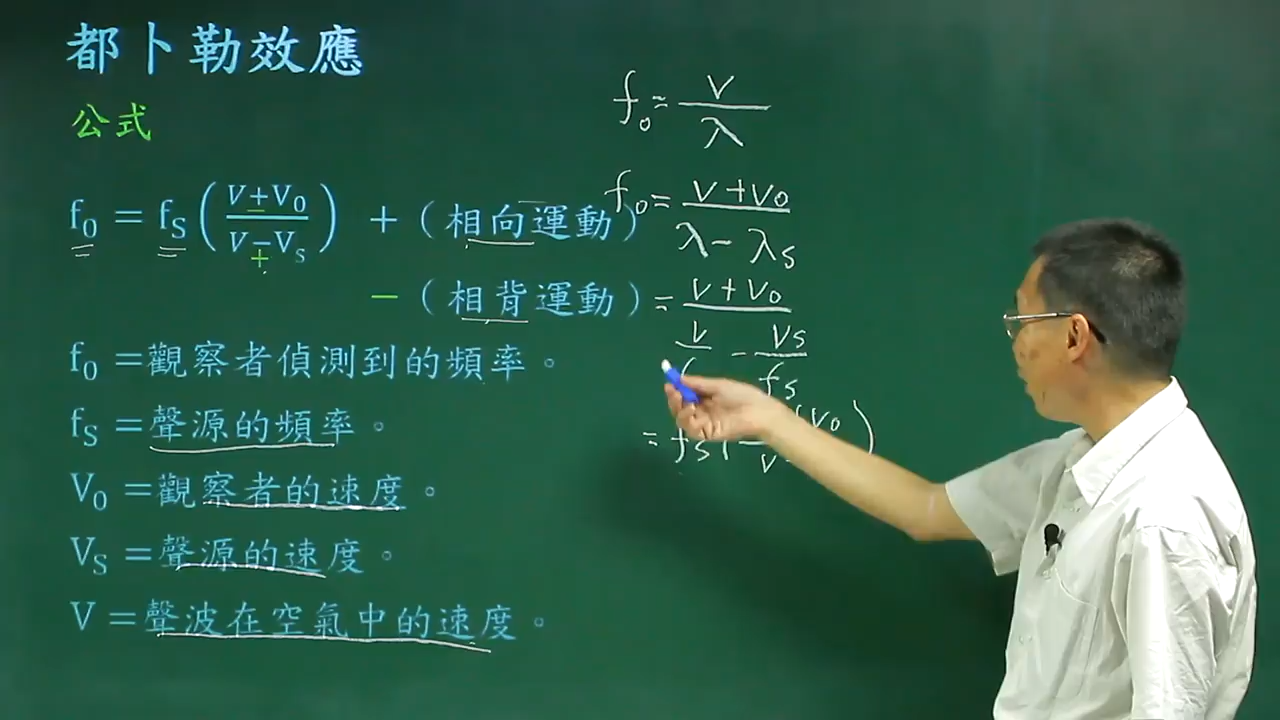 都卜勒效應
公式
f₀ = fₛ((V±V₀)/(V∓Vₛ)) + (相向運動)
− (相背運動)
f₀ =觀察者偵測到的頻率。
fₛ =聲源的頻率。
V₀ =觀察者的速度。
Vₛ =聲源的速度。
V =聲波在空氣中的速度。
f₀ = V/λ
f₀ = (V+V₀)/(λ−λₛ)
= (V+V₀)/(V/f − Vₛ/fₛ)
= fₛ( V₀ / V )